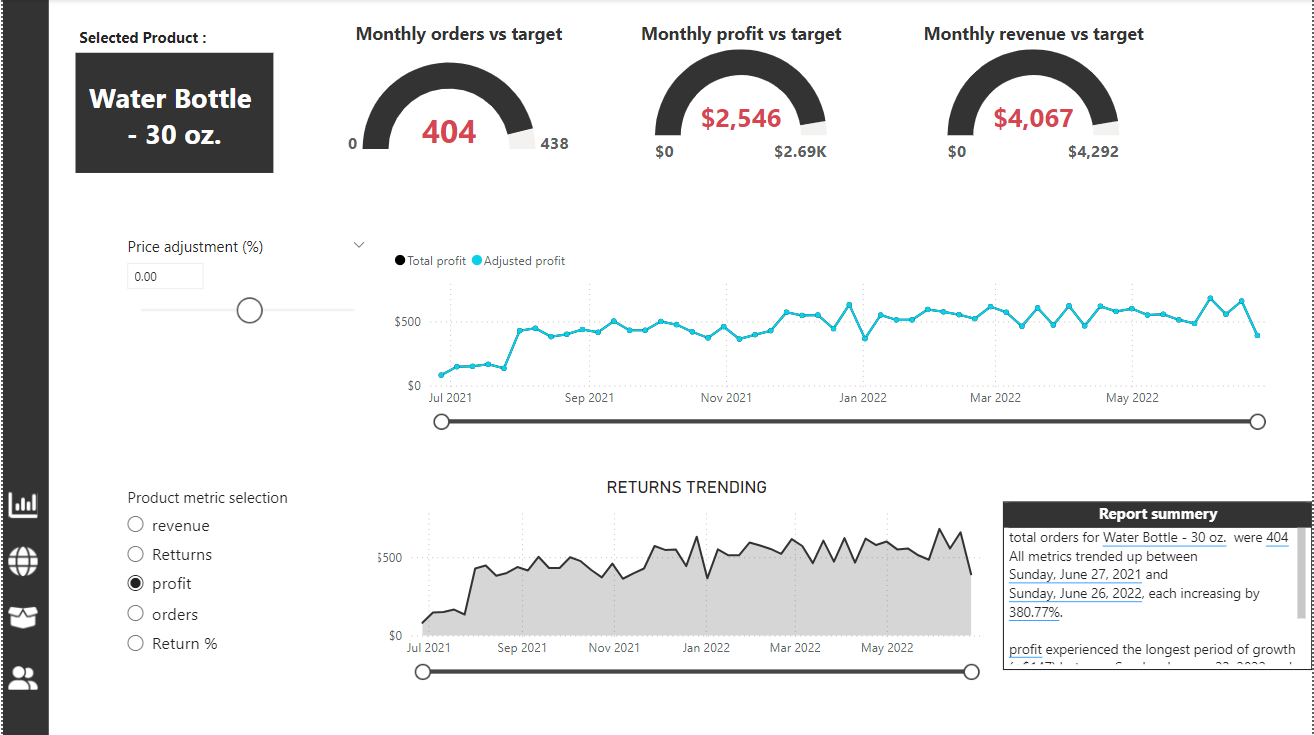 Selected Product :
Water Bottle
- 30 oz.
Monthly orders vs target
404
0
438
Monthly profit vs target
$2,546
$0
$2.69K
Monthly revenue vs target
$4,067
$0
$4,292
Price adjustment (%)
0.00
Total profit
Adjusted profit
$500
$0
Jul 2021
Sep 2021
Nov 2021
Jan 2022
Mar 2022
May 2022
Product metric selection
revenue
Retturns
profit
orders
Return %
RETURNS TRENDING
$500
$0
Jul 2021
Sep 2021
Nov 2021
Jan 2022
Mar 2022
May 2022
Report summery
total orders for Water Bottle - 30 oz. were 404
All metrics trended up between
Sunday, June 27, 2021 and
Sunday, June 26, 2022, each increasing by
380.77%.
profit experienced the longest period of growth